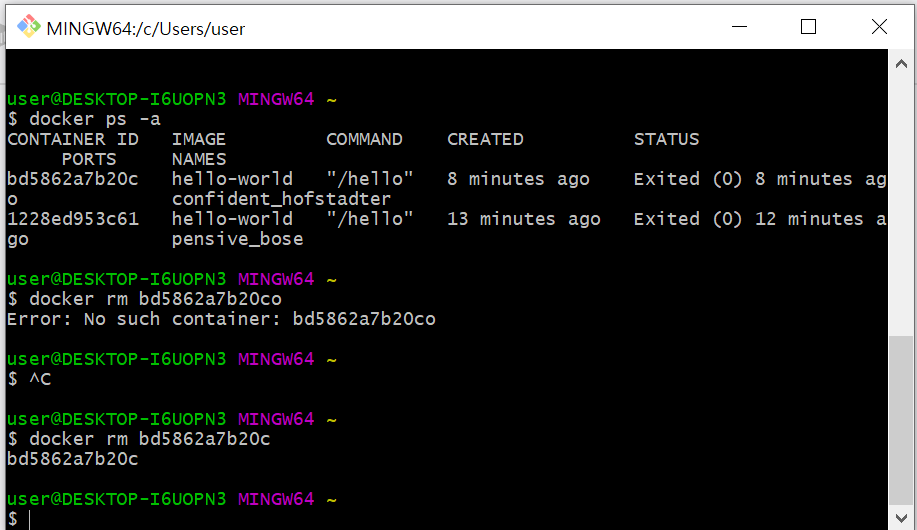 MINGW64:/c/Users/user
user@DESKTOP-I6UOPN3 MINGW64 ~
$ docker ps -a
CONTAINER ID   IMAGE         COMMAND    CREATED          STATUS
     PORTS     NAMES
bd5862a7b20c   hello-world   "/hello"   8 minutes ago    Exited (0) 8 minutes ag
o              confident_hofstadter
1228ed953c61   hello-world   "/hello"   13 minutes ago   Exited (0) 12 minutes a
go             pensive_bose
user@DESKTOP-I6UOPN3 MINGW64 ~
$ docker rm bd5862a7b20co
Error: No such container: bd5862a7b20co
user@DESKTOP-I6UOPN3 MINGW64 ~
$ ^C
user@DESKTOP-I6UOPN3 MINGW64 ~
$ docker rm bd5862a7b20c
bd5862a7b20c
user@DESKTOP-I6UOPN3 MINGW64 ~
$